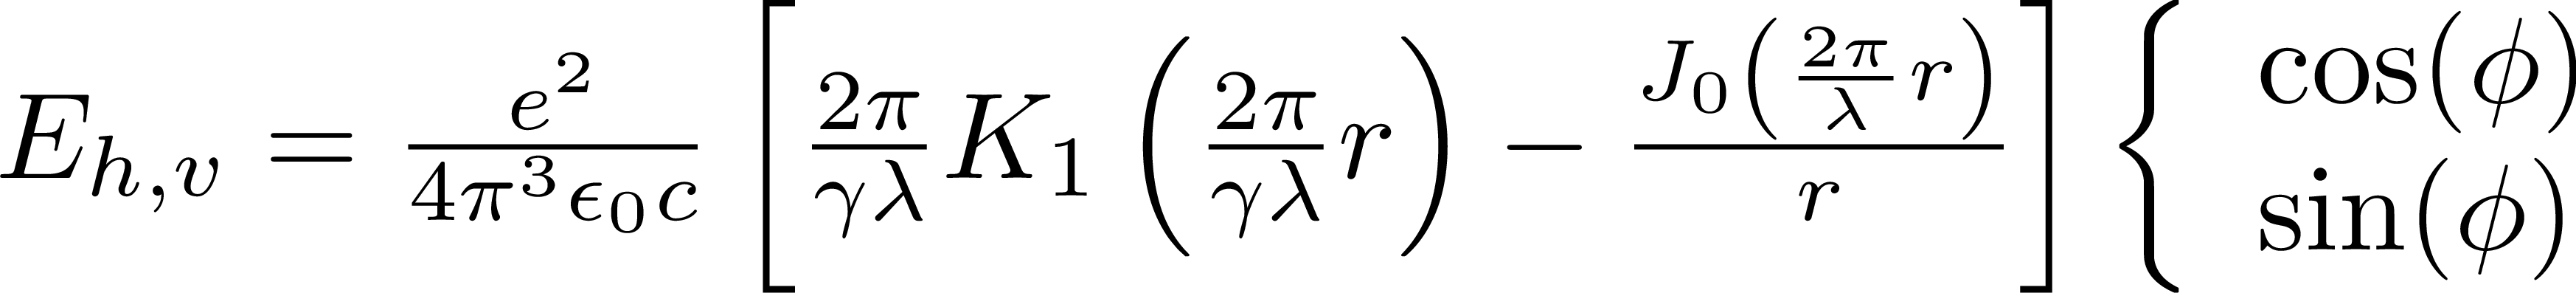 E_{h,v} = \frac{e^2}{4\pi^3\epsilon_0 c} \left[ \frac{2\pi}{\gamma\lambda} K_1 \left( \frac{2\pi}{\gamma\lambda} r \right) - \frac{J_0\left(\frac{2\pi}{\lambda} r\right)}{r} \right] \left\{ \begin{array}{l} \cos(\phi) \\ \sin(\phi) \end{array} \right.